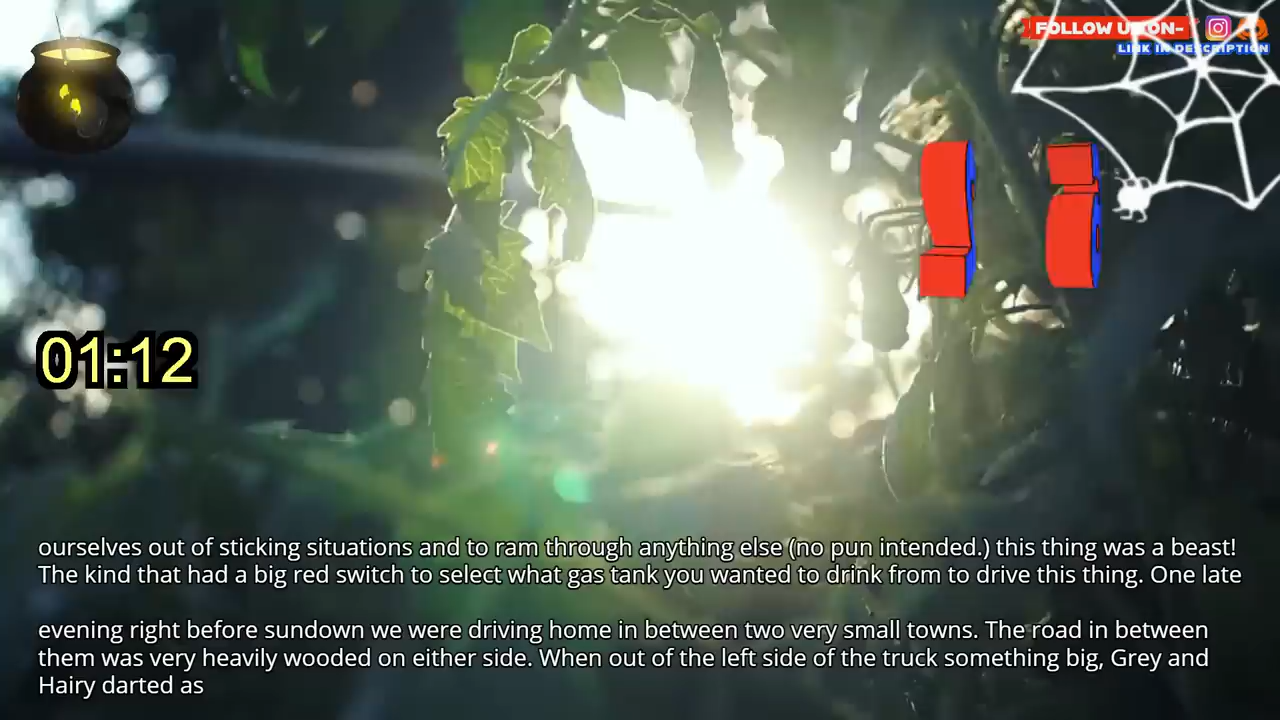 FOLLOW US ON-
LINK IN DESCRIPTION
01:12
ourselves out of sticking situations and to ram through anything else (no pun intended.) this thing was a beast!
The kind that had a big red switch to select what gas tank you wanted to drink from to drive this thing. One late
evening right before sundown we were driving home in between two very small towns. The road in between
them was very heavily wooded on either side. When out of the left side of the truck something big, Grey and
Hairy darted as